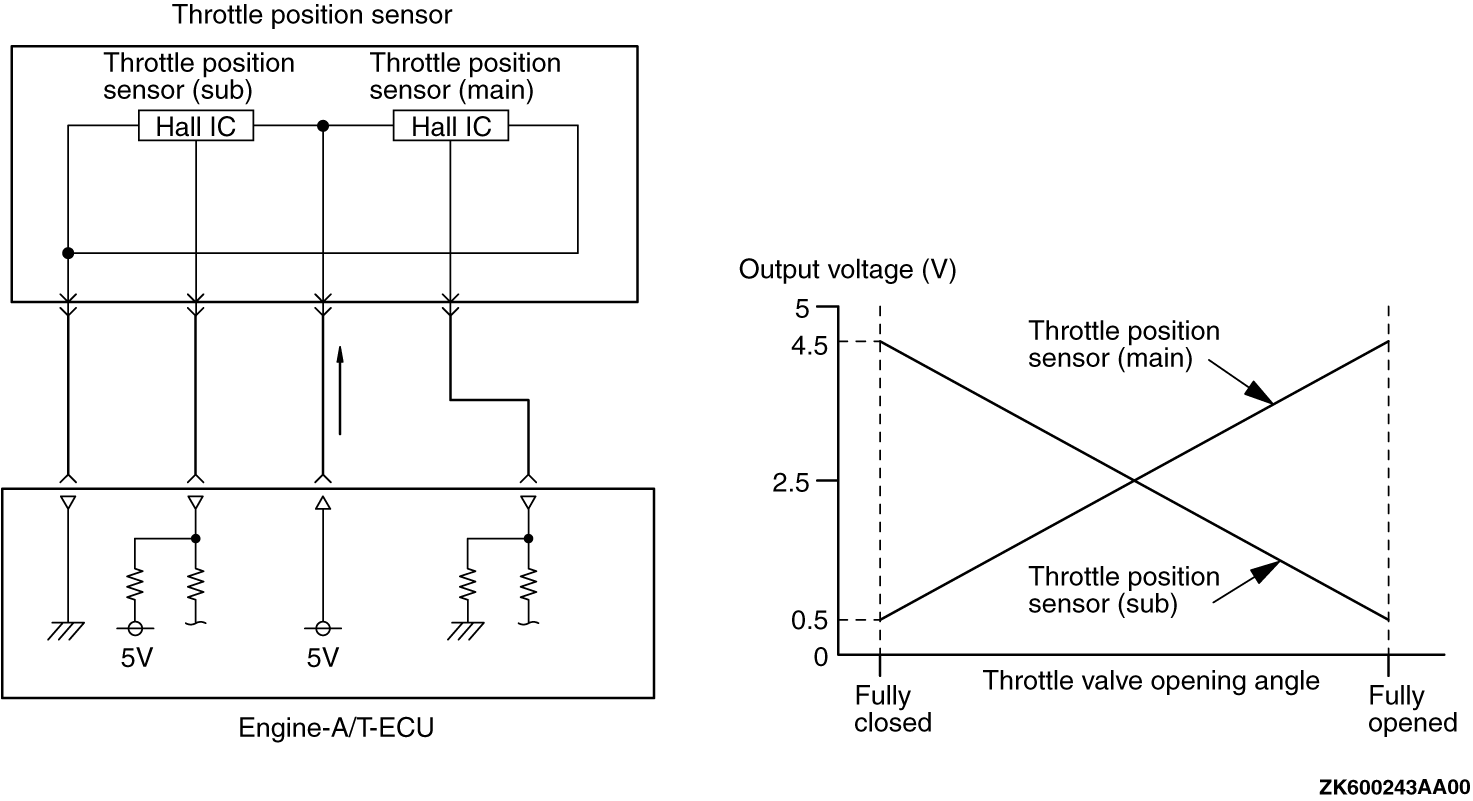 Throttle position sensor
Throttle position
sensor (sub)
Throttle position
sensor (main)
Hall IC
Hall IC
5V
5V
Engine-A/T-ECU
Output voltage (V)
5
4.5
2.5
0.5
0
Throttle position
sensor (main)
Throttle position
sensor (sub)
Throttle valve opening angle
Fully
closed
Fully
opened
ZK600243AA00